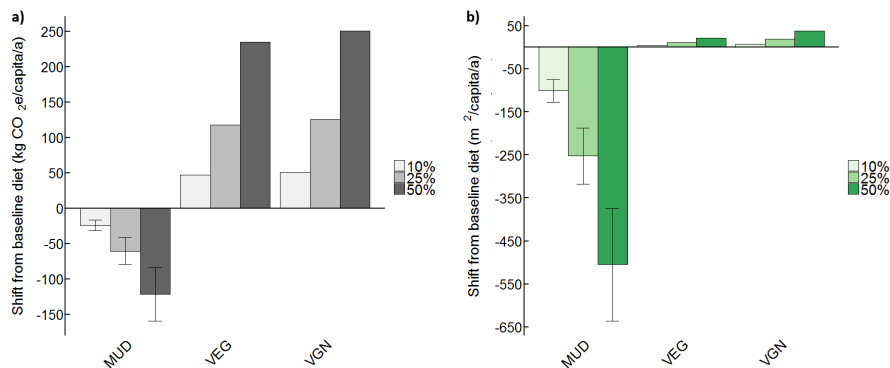 a)
Shift from baseline diet (kg CO 2e/capita/a)
250
200
150
100
50
0
-50
-100
-150
MUD
VEG
VGN
10%
25%
50%
b)
Shift from baseline diet (m 2/capita/a)
50
-50
-150
-250
-350
-450
-550
-650
MUD
VEG
VGN
10%
25%
50%